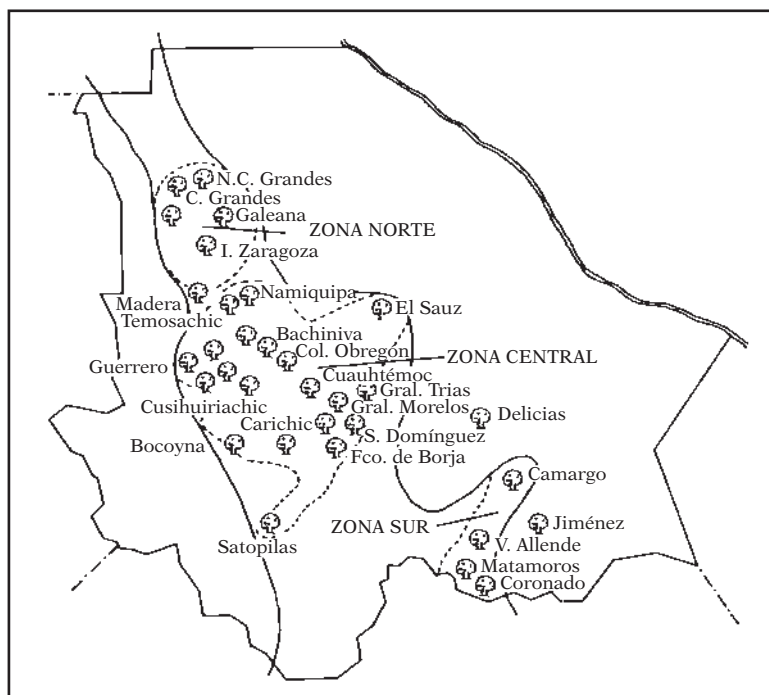 N.C. Grandes
C. Grandes
Galeana
ZONA NORTE
I. Zaragoza
Namiquipa
Madera
El Sauz
Temosachic
Bachiniva
Col. Obregón
ZONA CENTRAL
Guerrero
Cuauhtémoc
Gral. Trias
Cusihuiriachic
Gral. Morelos
Carichic
Delicias
S. Domínguez
Bocoyna
Fco. de Borja
Camargo
ZONA SUR
Jiménez
Satopilas
V. Allende
Matamoros
Coronado